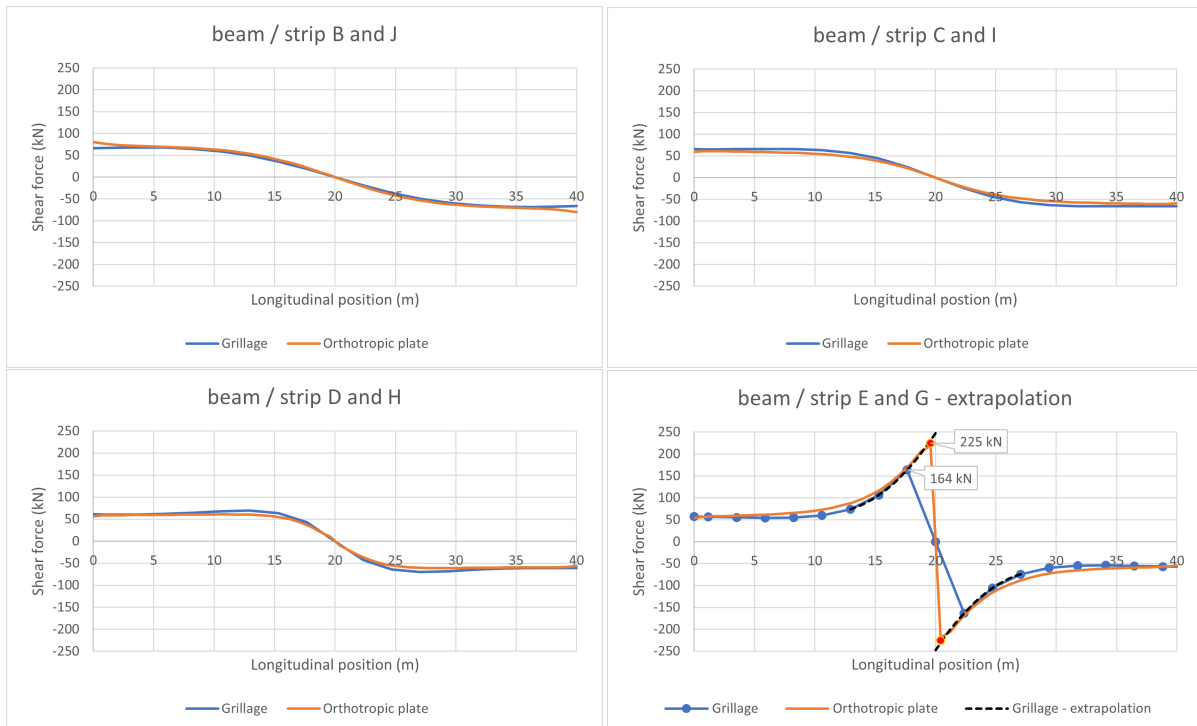 beam / strip B and J
250
200
150
100
50
0
-50
-100
-150
-200
-250
0 5 10 15 20 25 30 35 40
Shear force (kN)
Longitudinal position (m)
Grillage Orthotropic plate
beam / strip C and I
250
200
150
100
50
0
-50
-100
-150
-200
-250
0 5 10 15 20 25 30 35 40
Shear force (kN)
Longitudinal postion (m)
Grillage Orthotropic plate
beam / strip D and H
250
200
150
100
50
0
-50
-100
-150
-200
-250
0 5 10 15 20 25 30 35 40
Shear force (kN)
Longitudinal position (m)
Grillage Orthotropic plate
beam / strip E and G - extrapolation
250
200
150
100
50
0
-50
-100
-150
-200
-250
0 5 10 15 20 25 30 35 40
225 kN
164 kN
Shear force (kN)
Longitudinal position (m)
Grillage Orthotropic plate Grillage - extrapolation